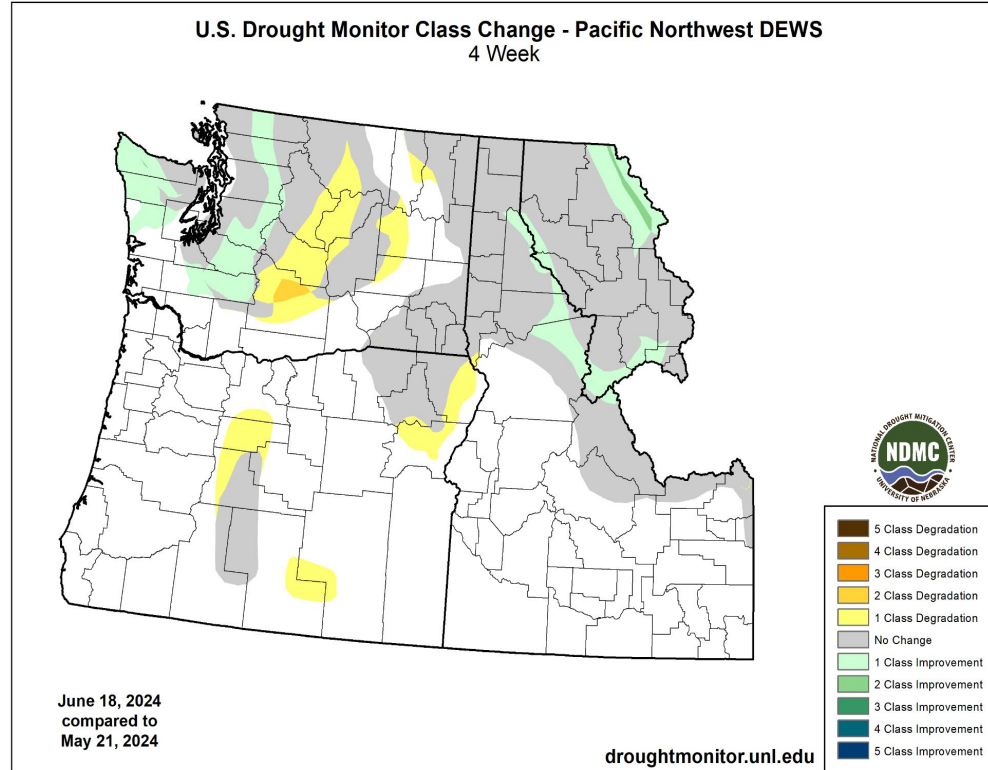 U.S. Drought Monitor Class Change - Pacific Northwest DEWS
4 Week
NATIONAL DROUGHT MITIGATION CENTER
NDMC
UNIVERSITY OF NEBRASKA
5 Class Degradation
4 Class Degradation
3 Class Degradation
2 Class Degradation
1 Class Degradation
No Change
1 Class Improvement
2 Class Improvement
3 Class Improvement
4 Class Improvement
5 Class Improvement
June 18, 2024
compared to
May 21, 2024
droughtmonitor.unl.edu